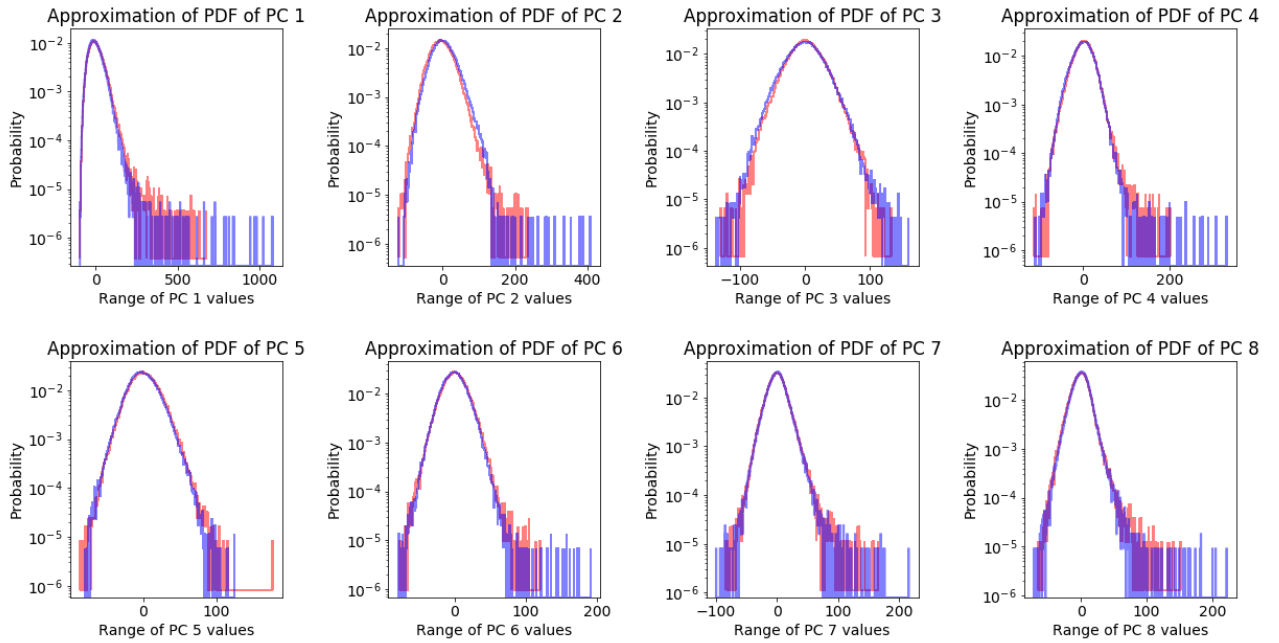 Approximation of PDF of PC 1
Approximation of PDF of PC 2
Approximation of PDF of PC 3
Approximation of PDF of PC 4
Probability
10⁻²
10⁻³
10⁻⁴
10⁻⁵
10⁻⁶
0 500 1000
Range of PC 1 values
Probability
10⁻²
10⁻³
10⁻⁴
10⁻⁵
10⁻⁶
0 200 400
Range of PC 2 values
Probability
10⁻²
10⁻³
10⁻⁴
10⁻⁵
10⁻⁶
−100 0 100
Range of PC 3 values
Probability
10⁻²
10⁻³
10⁻⁴
10⁻⁵
10⁻⁶
0 200
Range of PC 4 values
Approximation of PDF of PC 5
Approximation of PDF of PC 6
Approximation of PDF of PC 7
Approximation of PDF of PC 8
Probability
10⁻²
10⁻³
10⁻⁴
10⁻⁵
10⁻⁶
0 100
Range of PC 5 values
Probability
10⁻²
10⁻³
10⁻⁴
10⁻⁵
10⁻⁶
0 100 200
Range of PC 6 values
Probability
10⁻²
10⁻³
10⁻⁴
10⁻⁵
10⁻⁶
−100 0 100 200
Range of PC 7 values
Probability
10⁻²
10⁻³
10⁻⁴
10⁻⁵
10⁻⁶
0 100 200
Range of PC 8 values